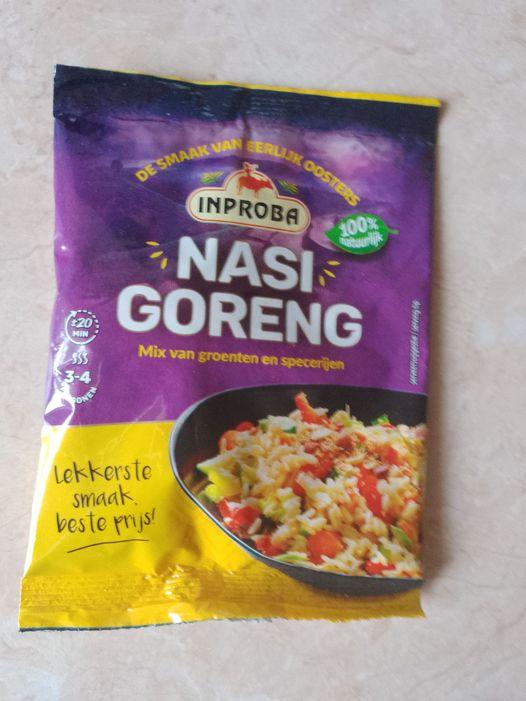 DE SMAAK VAN EERLIJK OOSTERS
INPROBA
100%
natuurlijk
NASI
GORENG
Mix van groenten en specerijen
±20
MIN
3-4
Lekkerste
smaak,
beste prijs!